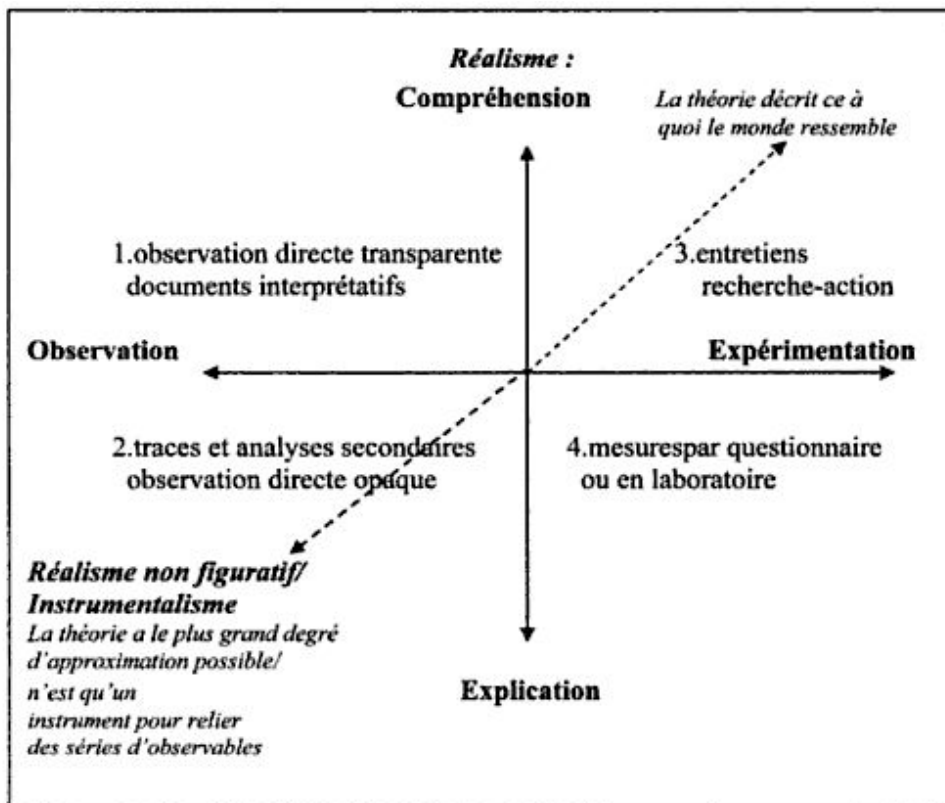 Réalisme :
Compréhension
La théorie décrit ce à
quoi le monde ressemble
1.observation directe transparente
documents interprétatifs
3.entretiens
recherche-action
Observation
Expérimentation
2.traces et analyses secondaires
observation directe opaque
4.mesurespar questionnaire
ou en laboratoire
Réalisme non figuratif/
Instrumentalisme
La théorie a le plus grand degré
d'approximation possible/
n'est qu'un
instrument pour relier
des séries d'observables
Explication